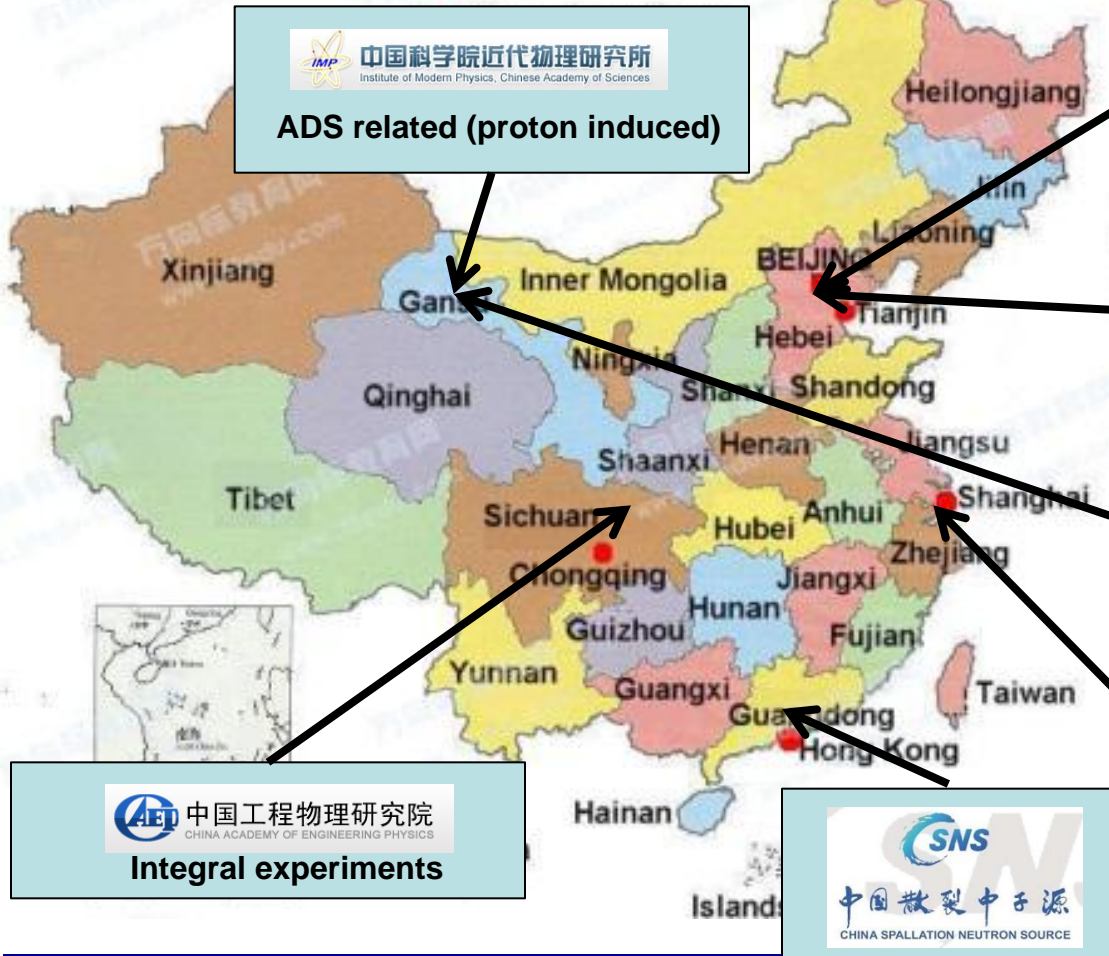 IMP
中国科学院近代物理研究所
Institute of Modern Physics, Chinese Academy of Sciences
ADS related (proton induced)
Heilongjiang
Jilin
Liaoning
BEIJING
Xinjiang
Inner Mongolia
Gansu
Tianjin
Hebei
Ningxia
Qinghai
Shanxi
Shandong
Henan
Jiangsu
Shaanxi
Tibet
Sichuan
Shanghai
Anhui
Hubei
Zhejiang
Chongqing
Jiangxi
Hunan
Guizhou
Fujian
Yunnan
Guangxi
Taiwan
Guangdong
南海
Hong Kong
Hainan
中国工程物理研究院
CHINA ACADEMY OF ENGINEERING PHYSICS
Integral experiments
Islands
SNS
中国散裂中子源
CHINA SPALLATION NEUTRON SOURCE